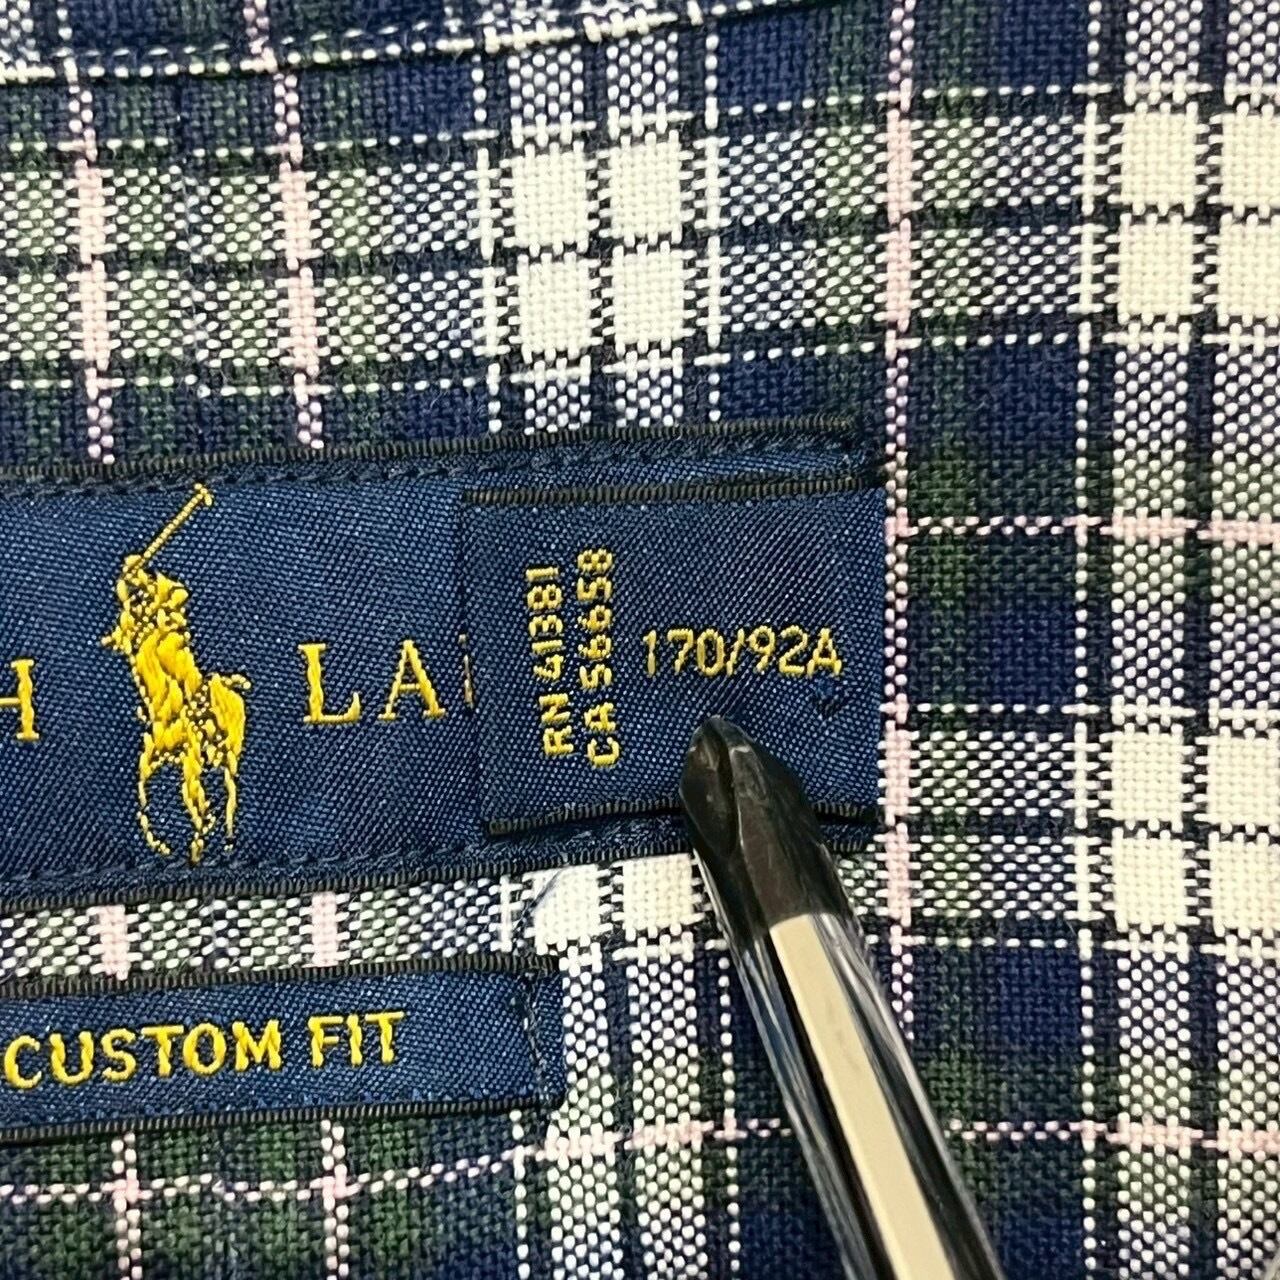 H LA
RN 41381
CA 56658
170/92A
CUSTOM FIT